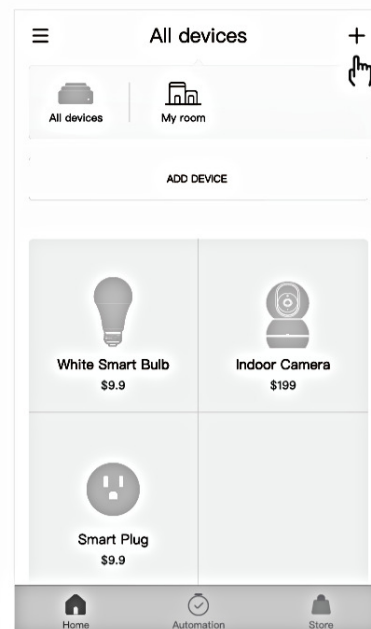 All devices
All devices
My room
ADD DEVICE
White Smart Bulb
$9.9
Indoor Camera
$199
Smart Plug
$9.9
Home
Automation
Store